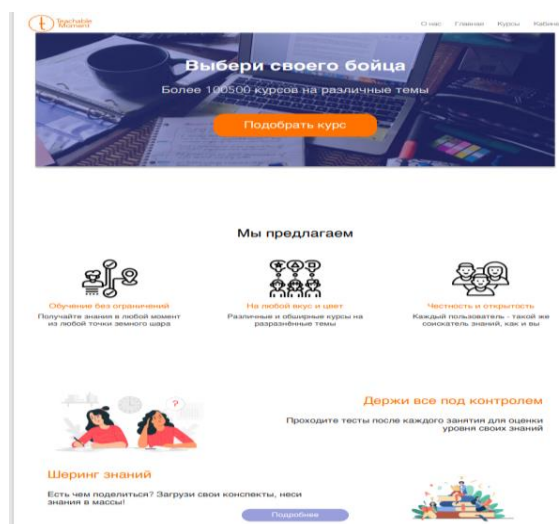 Teachable
Moment
О нас Главная Курсы Кабинет
Выбери своего бойца
Более 100500 курсов на различные темы
Подобрать курс
Мы предлагаем
Обучение без ограничений
Получайте знания в любой момент
из любой точки земного шара
На любой вкус и цвет
Различные и обширные курсы на
разразнённые темы
Честность и открытость
Каждый пользователь - такой же
соискатель знаний, как и вы
Держи все под контролем
Проходите тесты после каждого занятия для оценки
уровня своих знаний
Шеринг знаний
Есть чем поделиться? Загрузи свои конспекты, неси
знания в массы!
Подробнее